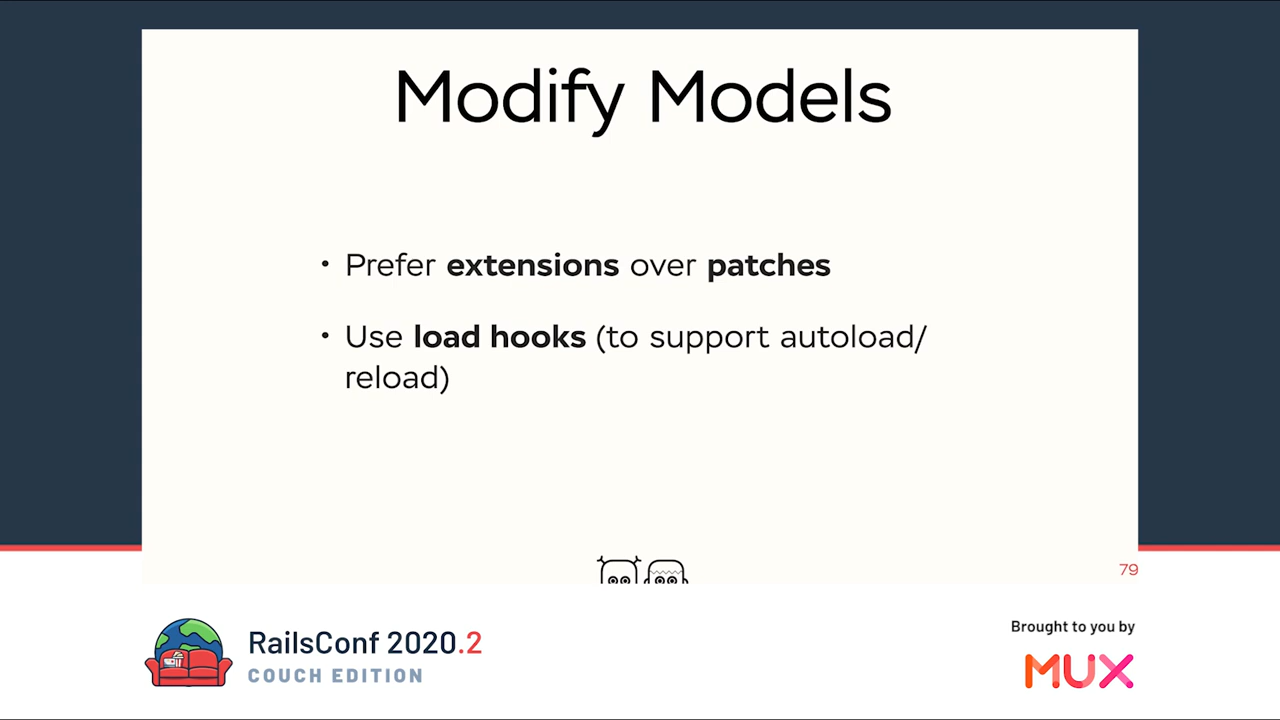 Modify Models
• Prefer extensions over patches
• Use load hooks (to support autoload/
reload)
79
RailsConf 2020.2
COUCH EDITION
Brought to you by
MUX